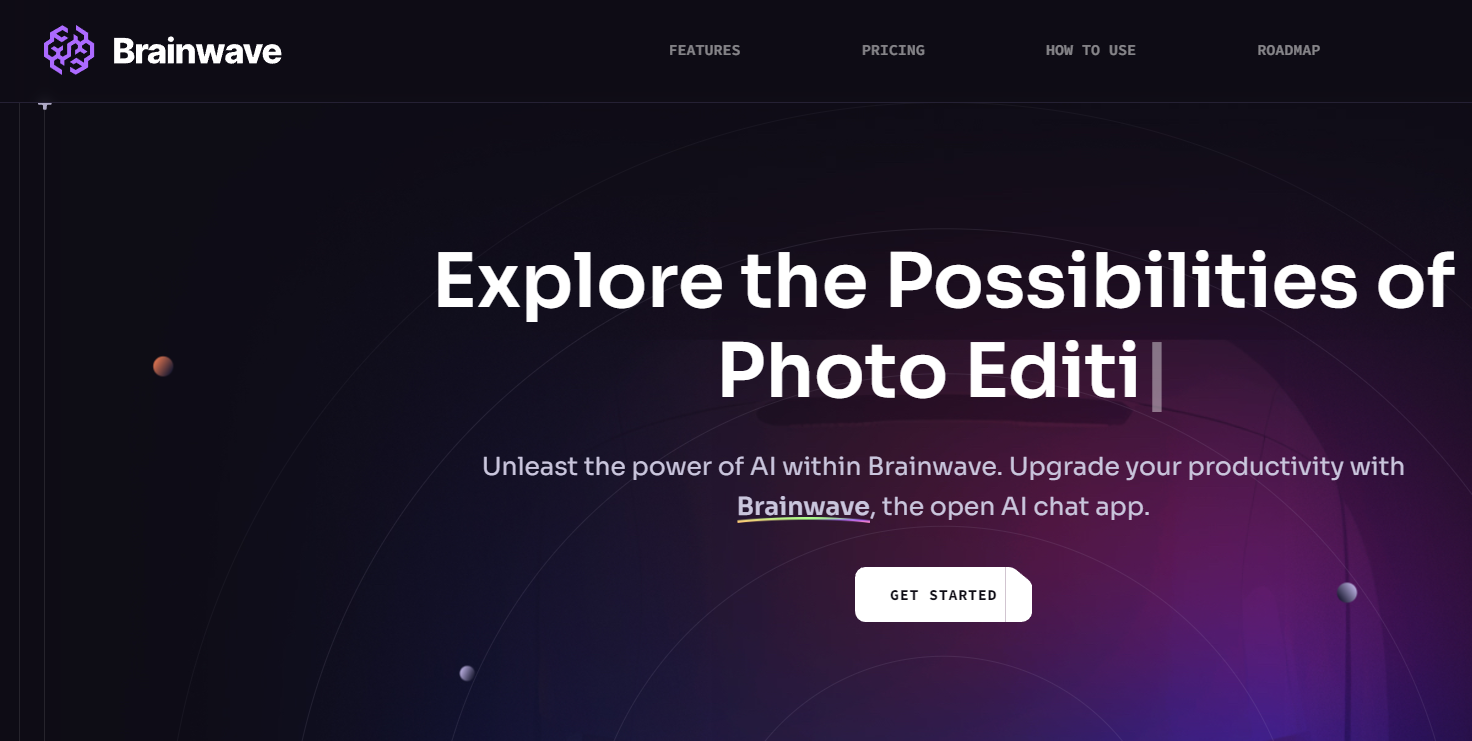 Brainwave
FEATURES
PRICING
HOW TO USE
ROADMAP
Explore the Possibilities of
Photo Editi
Unleast the power of AI within Brainwave. Upgrade your productivity with
Brainwave, the open AI chat app.
GET STARTED